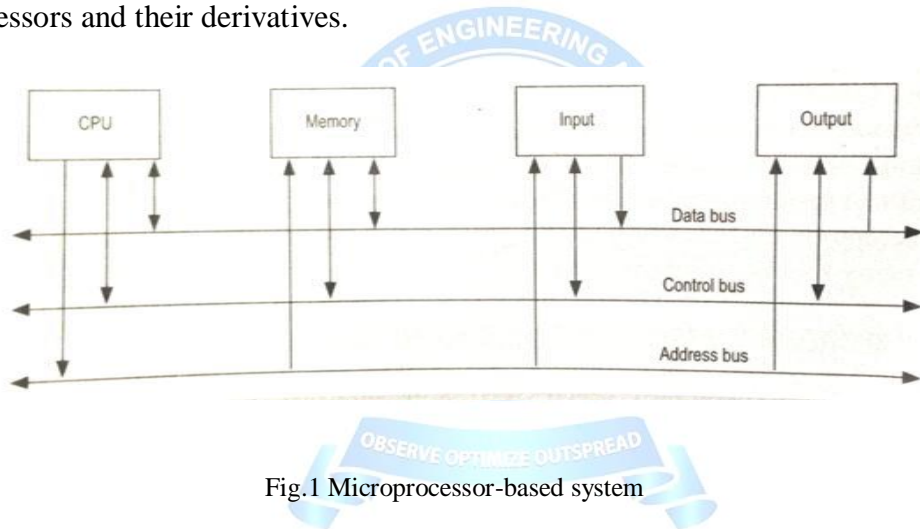 essors and their derivatives.
OF ENGINEERING A
CPU
Memory
Input
Output
Data bus
Control bus
Address bus
OBSERVE OPTIMIZE OUTSPREAD
Fig.1 Microprocessor-based system